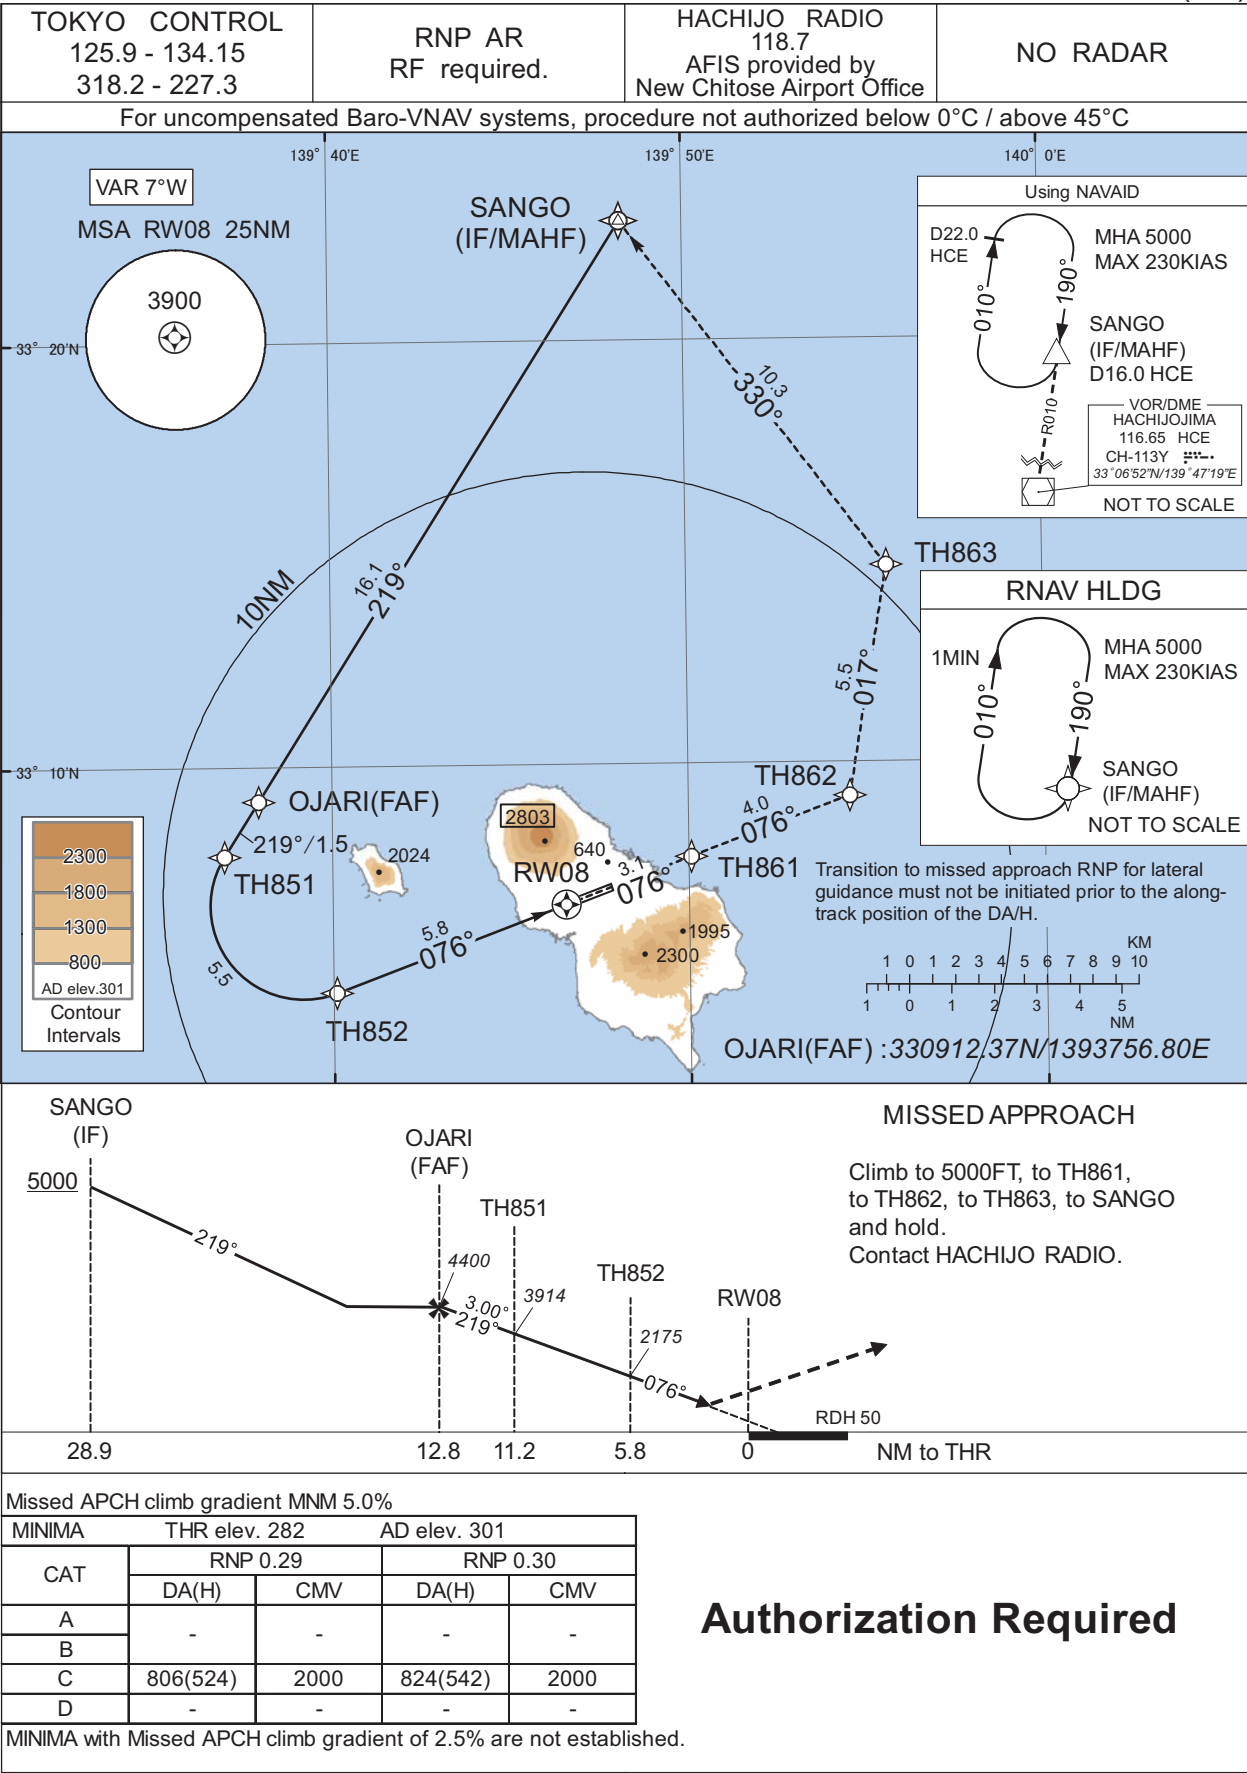 TOKYO CONTROL
125.9 - 134.15
318.2 - 227.3
RNP AR
RF required.
HACHIJO RADIO
118.7
AFIS provided by
New Chitose Airport Office
NO RADAR
For uncompensated Baro-VNAV systems, procedure not authorized below 0°C / above 45°C
139° 40'E
139° 50'E
140° 0'E
VAR 7°W
MSA RW08 25NM
3900
SANGO
(IF/MAHF)
Using NAVAID
D22.0
HCE
MHA 5000
MAX 230KIAS
010°
190°
SANGO
(IF/MAHF)
D16.0 HCE
R010
VOR/DME
HACHIJOJIMA
116.65 HCE
CH-113Y
33°06'52"N/139°47'19"E
NOT TO SCALE
33° 20'N
10.3
330°
16.1
219°
10NM
TH863
RNAV HLDG
1MIN
MHA 5000
MAX 230KIAS
010°
190°
SANGO
(IF/MAHF)
NOT TO SCALE
5.5
017°
33° 10'N
TH862
OJARI(FAF)
4.0
076°
2803
219°/1.5
2024
640
TH851
RW08
3.1
076°
TH861
Transition to missed approach RNP for lateral
guidance must not be initiated prior to the along-
track position of the DA/H.
2300
1800
1300
800
AD elev.301
Contour
Intervals
5.8
076°
1995
2300
5.5
TH852
KM
1 0 1 2 3 4 5 6 7 8 9 10
1 0 1 2 3 4 5
NM
OJARI(FAF) :330912.37N/1393756.80E
SANGO
(IF)
5000
219°
OJARI
(FAF)
TH851
4400
3.00°
219°
3914
TH852
2175
076°
RW08
RDH 50
28.9
12.8
11.2
5.8
0
NM to THR
MISSED APPROACH
Climb to 5000FT, to TH861,
to TH862, to TH863, to SANGO
and hold.
Contact HACHIJO RADIO.
Missed APCH climb gradient MNM 5.0%
MINIMA THR elev. 282 AD elev. 301
CAT RNP 0.29 RNP 0.30
DA(H) CMV DA(H) CMV
A
- - - -
B
C 806(524) 2000 824(542) 2000
D - - - -
MINIMA with Missed APCH climb gradient of 2.5% are not established.
Authorization Required